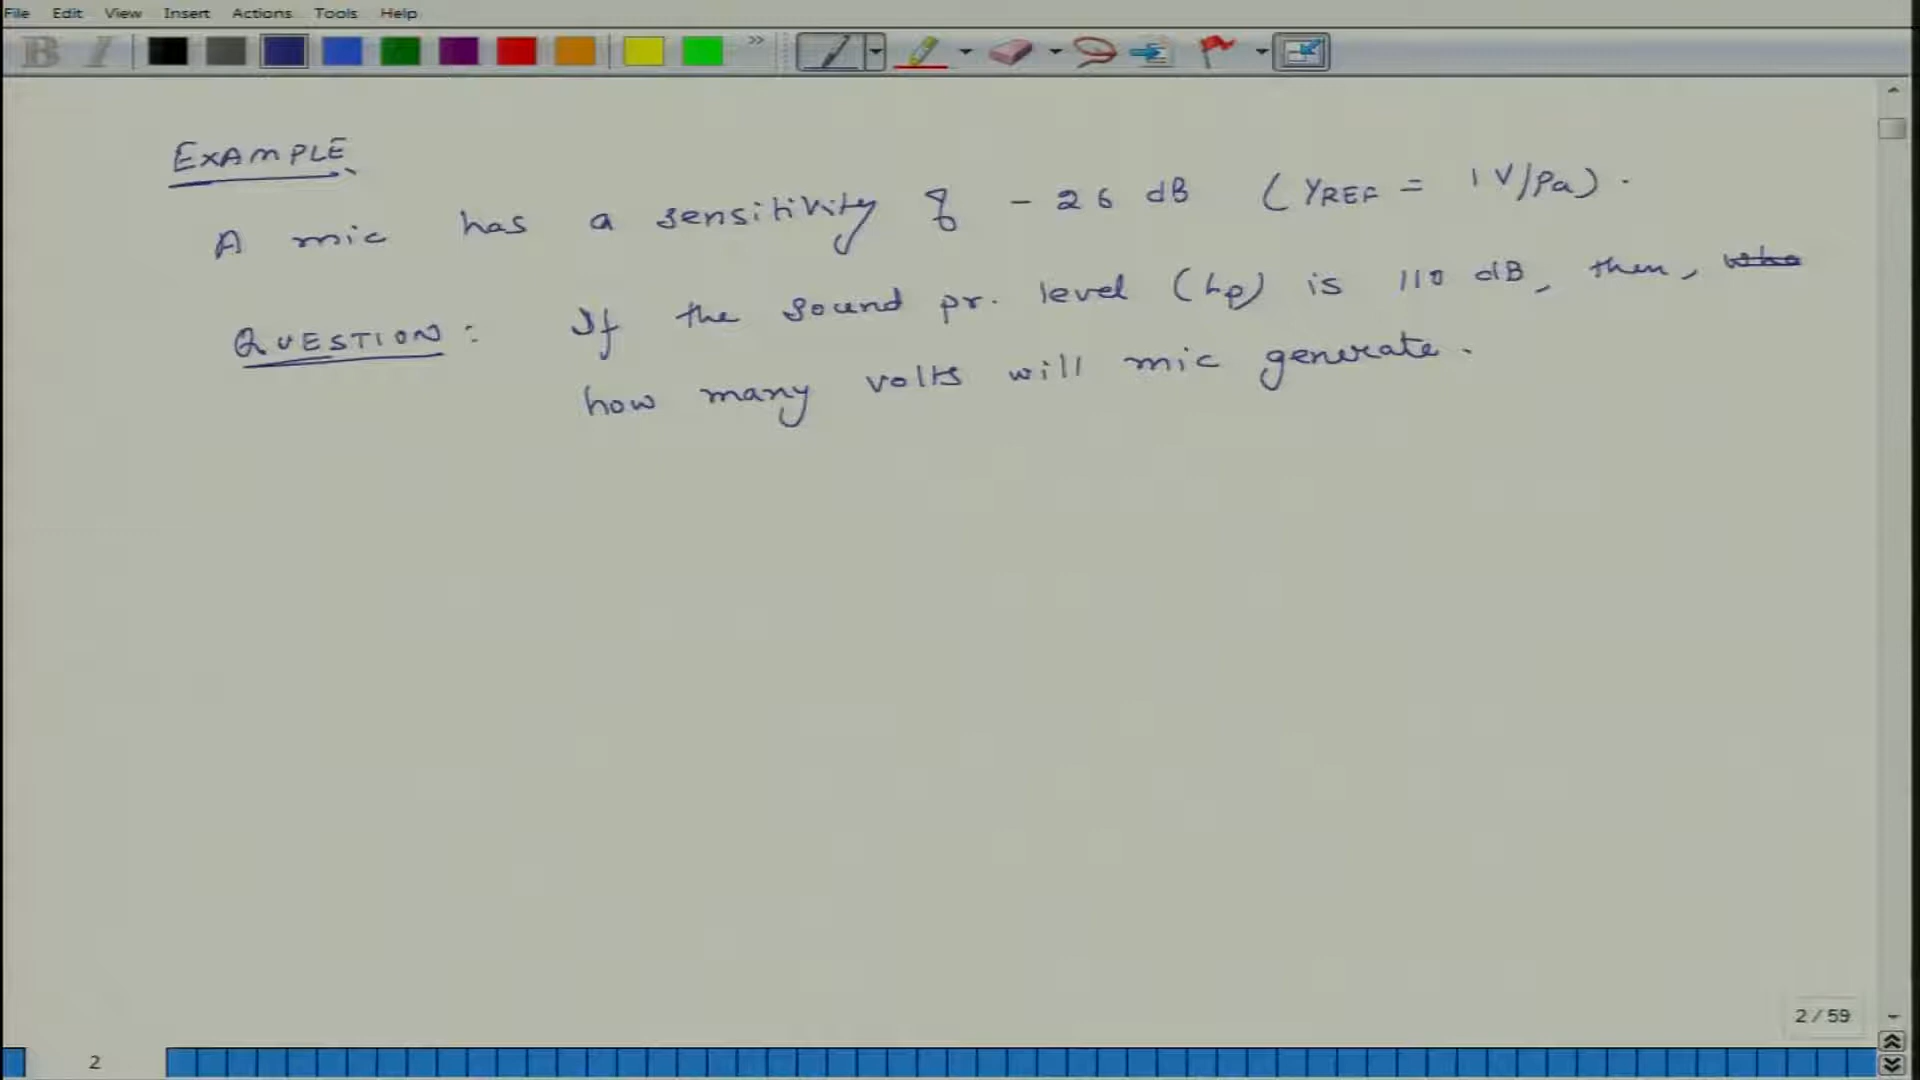 File Edit View Insert Actions Tools Help
B I
EXAMPLE
A mic has a sensitivity of - 26 dB (YREF = 1 V/Pa).
QUESTION: If the sound pr. level (Lp) is 110 dB, then,
how many volts will mic generate.
2 / 59
2